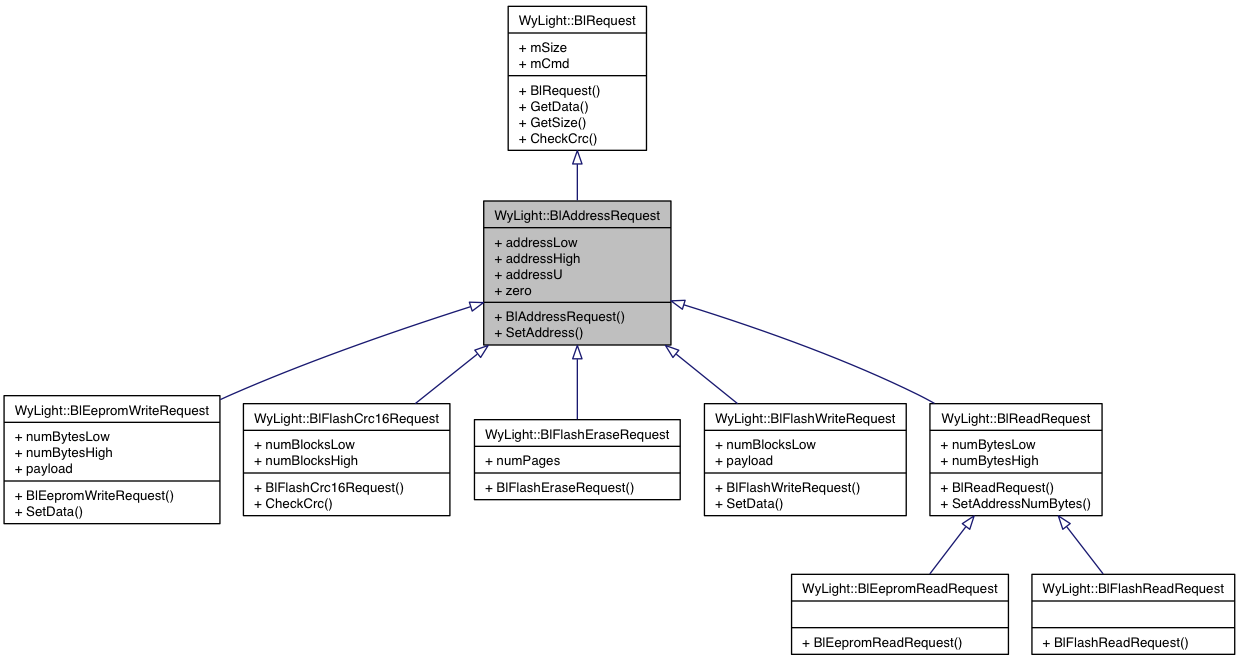 WyLight::BlRequest
+ mSize
+ mCmd
+ BlRequest()
+ GetData()
+ GetSize()
+ CheckCrc()
WyLight::BlAddressRequest
+ addressLow
+ addressHigh
+ addressU
+ zero
+ BlAddressRequest()
+ SetAddress()
WyLight::BlEepromWriteRequest
+ numBytesLow
+ numBytesHigh
+ payload
+ BlEepromWriteRequest()
+ SetData()
WyLight::BlFlashCrc16Request
+ numBlocksLow
+ numBlocksHigh
+ BlFlashCrc16Request()
+ CheckCrc()
WyLight::BlFlashEraseRequest
+ numPages
+ BlFlashEraseRequest()
WyLight::BlFlashWriteRequest
+ numBlocksLow
+ payload
+ BlFlashWriteRequest()
+ SetData()
WyLight::BlReadRequest
+ numBytesLow
+ numBytesHigh
+ BlReadRequest()
+ SetAddressNumBytes()
WyLight::BlEepromReadRequest
+ BlEepromReadRequest()
WyLight::BlFlashReadRequest
+ BlFlashReadRequest()